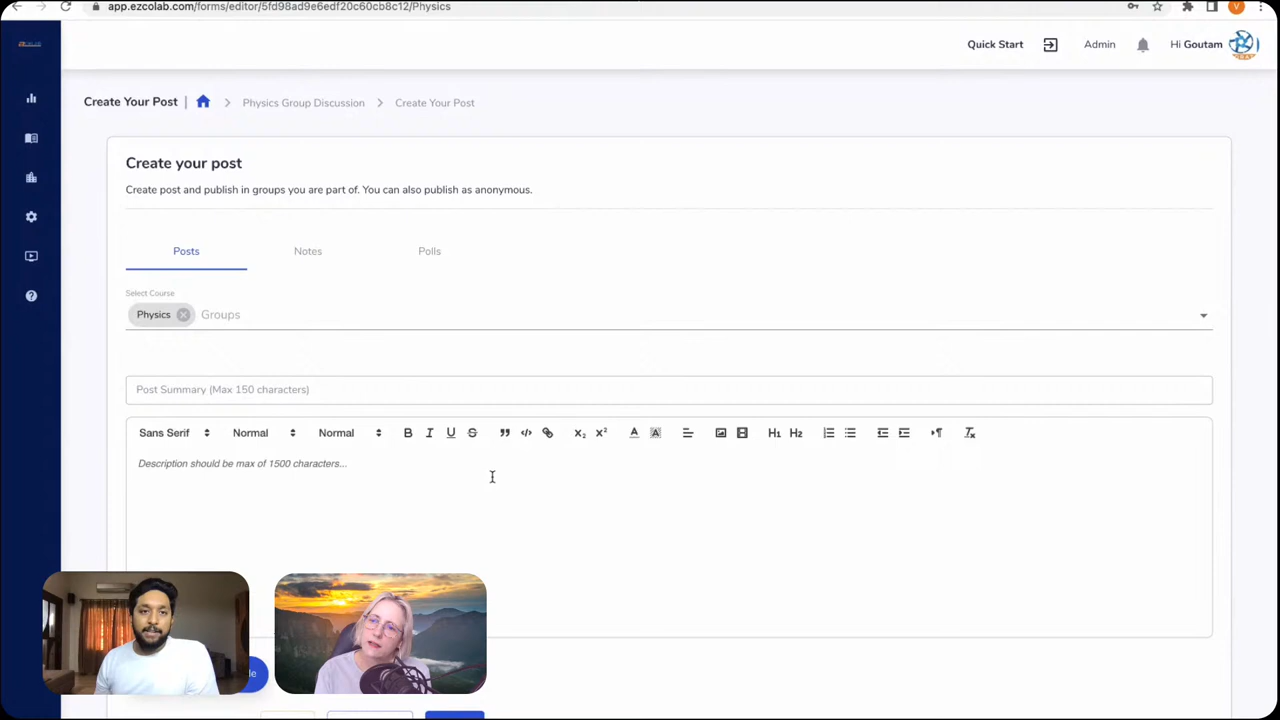 app.ezcolab.com/forms/editor/5fd98ad9e6edf20c60cb8c12/Physics
Quick Start
Admin
Hi Goutam
Create Your Post | > Physics Group Discussion > Create Your Post
Create your post
Create post and publish in groups you are part of. You can also publish as anonymous.
Posts
Notes
Polls
Select Course
Physics
Groups
Post Summary (Max 150 characters)
Sans Serif
Normal
Normal
B I U S
X₂ X²
A A
H1 H2
Description should be max of 1500 characters...